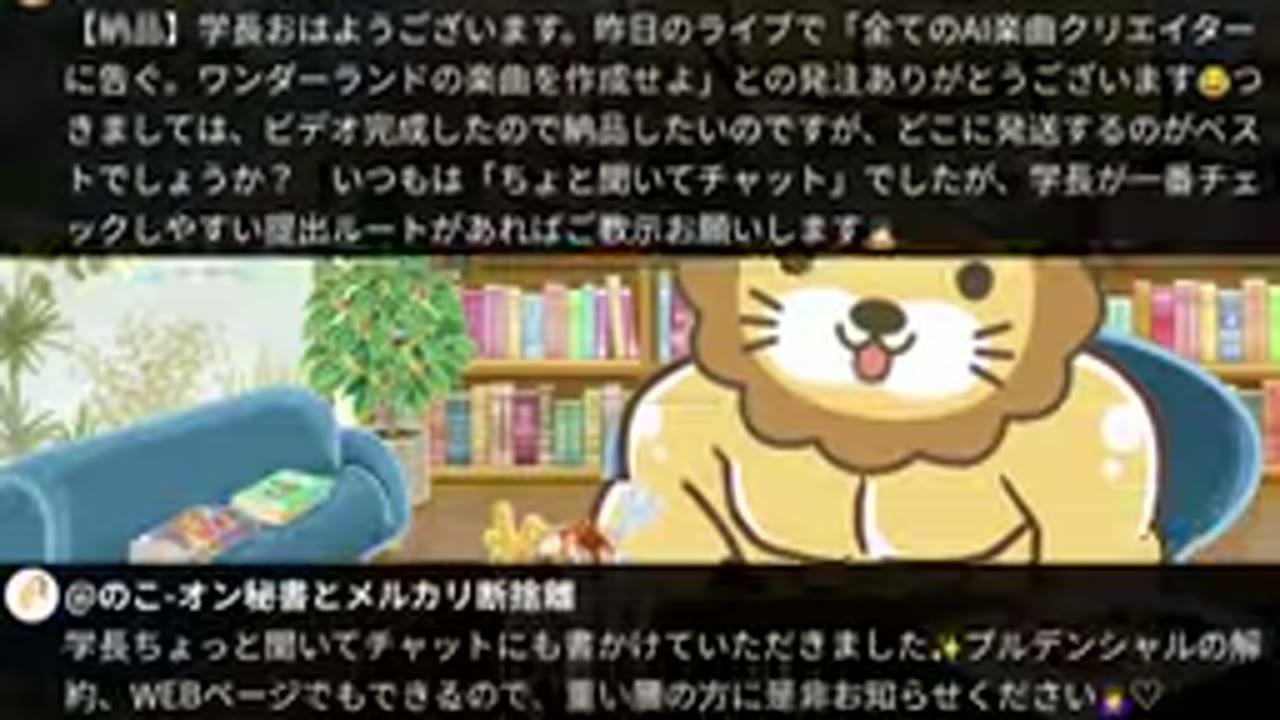 【納品】学長おはようございます。昨日のライブで「全てのAI楽曲クリエイター
に告ぐ。ワンダーランドの楽曲を作成せよ」との発注ありがとうございます😆つ
きましては、ビデオ完成したので納品したいのですが、どこに発送するのがベス
トでしょうか？　いつもは「ちょと聞いてチャット」でしたが、学長が一番チェ
ックしやすい提出ルートがあればご教示お願いします
@のこ-オン秘書とメルカリ断捨離
学長ちょっと聞いてチャットにも書かけていただきました✨プルデンシャルの解
約、WEBページでもできるので、重い腰の方に是非お知らせください♡